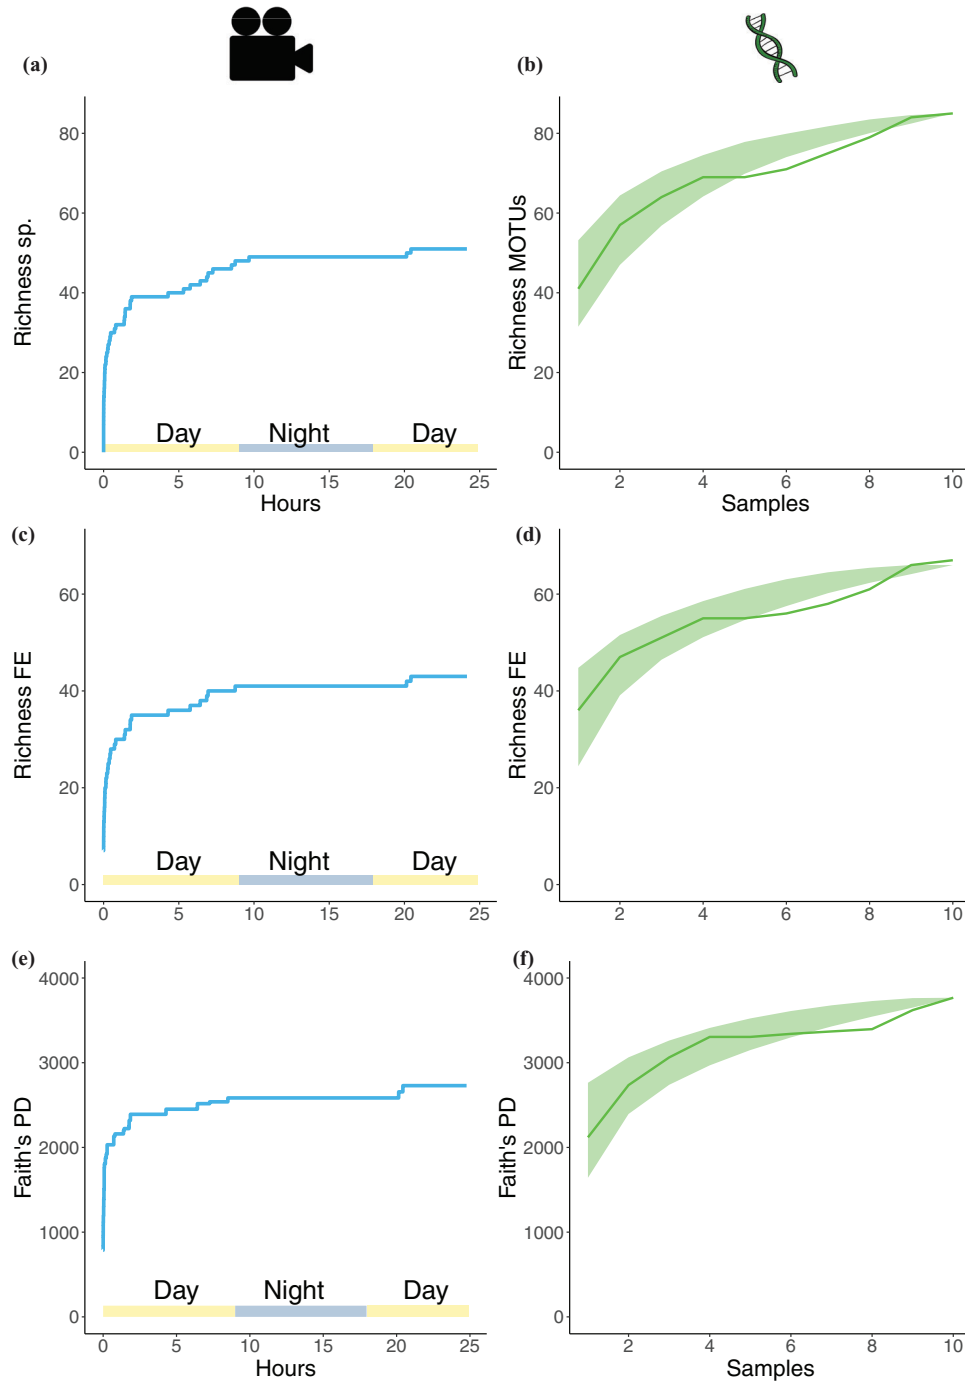 (a)
(b)
Richness sp.
80
60
40
20
0
Day Night Day
0 5 10 15 20 25
Hours
Richness MOTUs
80
60
40
20
0
2 4 6 8 10
Samples
(c)
(d)
Richness FE
60
40
20
0
Day Night Day
0 5 10 15 20 25
Richness FE
60
40
20
0
2 4 6 8 10
(e)
(f)
Faith's PD
4000
3000
2000
1000
0
Day Night Day
0 5 10 15 20 25
Hours
Faith's PD
4000
3000
2000
1000
0
2 4 6 8 10
Samples